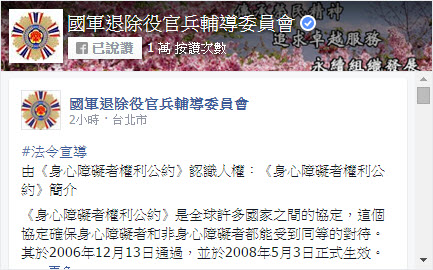 國軍退除役官兵輔導委員會
已說讚
1 萬 按讚次數
追求卓越服務
永續組織發展
國軍退除役官兵輔導委員會
2小時 · 台北市
#法令宣導
由《身心障礙者權利公約》認識人權：《身心障礙者權利公
約》簡介
《身心障礙者權利公約》是全球許多國家之間的協定，這個
協定確保身心障礙者和非身心障礙者都能受到同等的對待。
其於2006年12月13日通過，並於2008年5月3日正式生效。